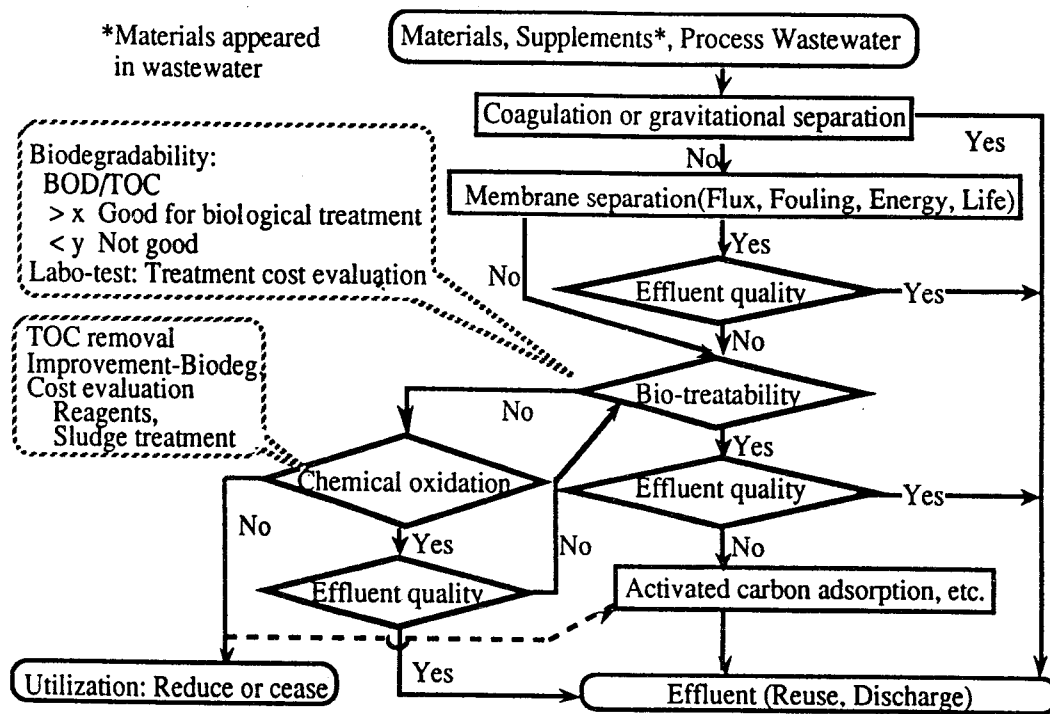 *Materials appeared
in wastewater
Materials, Supplements*, Process Wastewater
Coagulation or gravitational separation
Yes
No
Membrane separation(Flux, Fouling, Energy, Life)
Biodegradability:
BOD/TOC
> x Good for biological treatment
< y Not good
Labo-test: Treatment cost evaluation
No
Yes
Effluent quality
Yes
No
TOC removal
Improvement-Biodeg.
Cost evaluation
Reagents,
Sludge treatment
Bio-treatability
No
Yes
Chemical oxidation
Effluent quality
Yes
No
Yes
No
No
Effluent quality
Activated carbon adsorption, etc.
Yes
Utilization: Reduce or cease
Effluent (Reuse, Discharge)